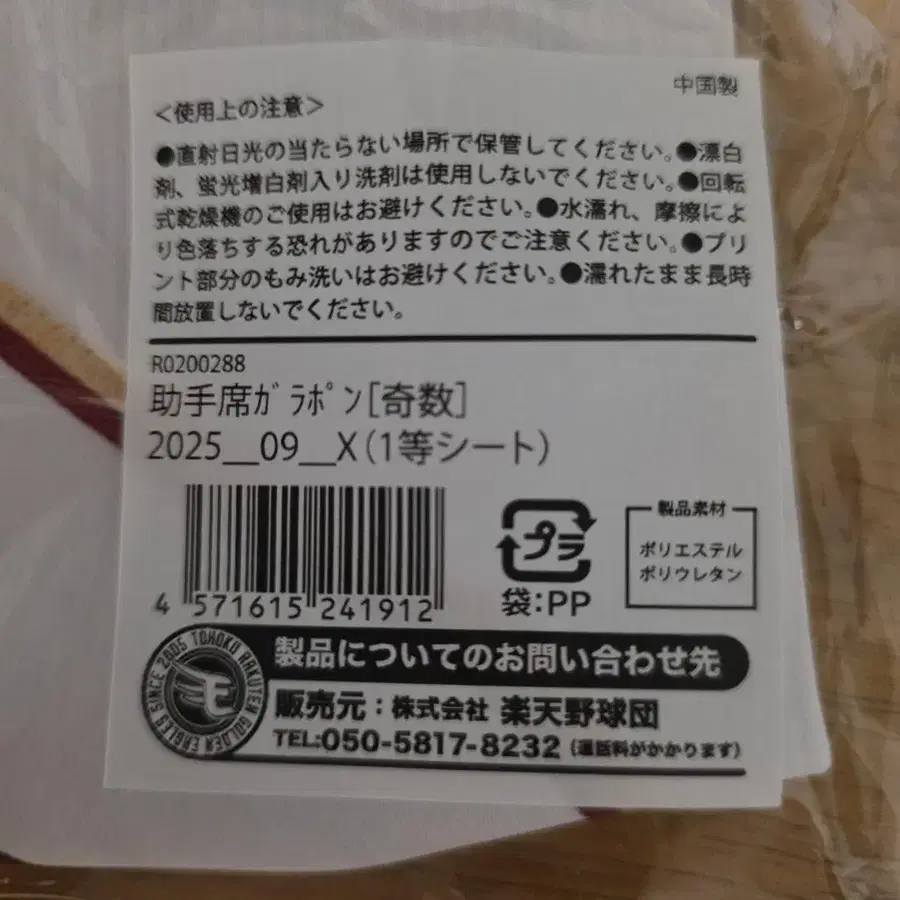 中国製
＜使用上の注意＞
●直射日光の当たらない場所で保管してください。●漂白
剤、蛍光増白剤入り洗剤は使用しないでください。●回転
式乾燥機のご使用はお避けください。●水濡れ、摩擦によ
り色落ちする恐れがありますのでご注意ください。●プリ
ント部分のもみ洗いはお避けください。●濡れたまま長時
間放置しないでください。
R0200288
助手席ｶﾞﾗﾎﾟﾝ[奇数]
2025__09__X(1等シート)
4 571615 241912
プラ
袋:PP
製品素材
ポリエステル
ポリウレタン
SINCE 2005 TOHOKU RAKUTEN GOLDEN EAGLES
製品についてのお問い合わせ先
販売元：株式会社 楽天野球団
TEL:050-5817-8232（通話料がかかります）